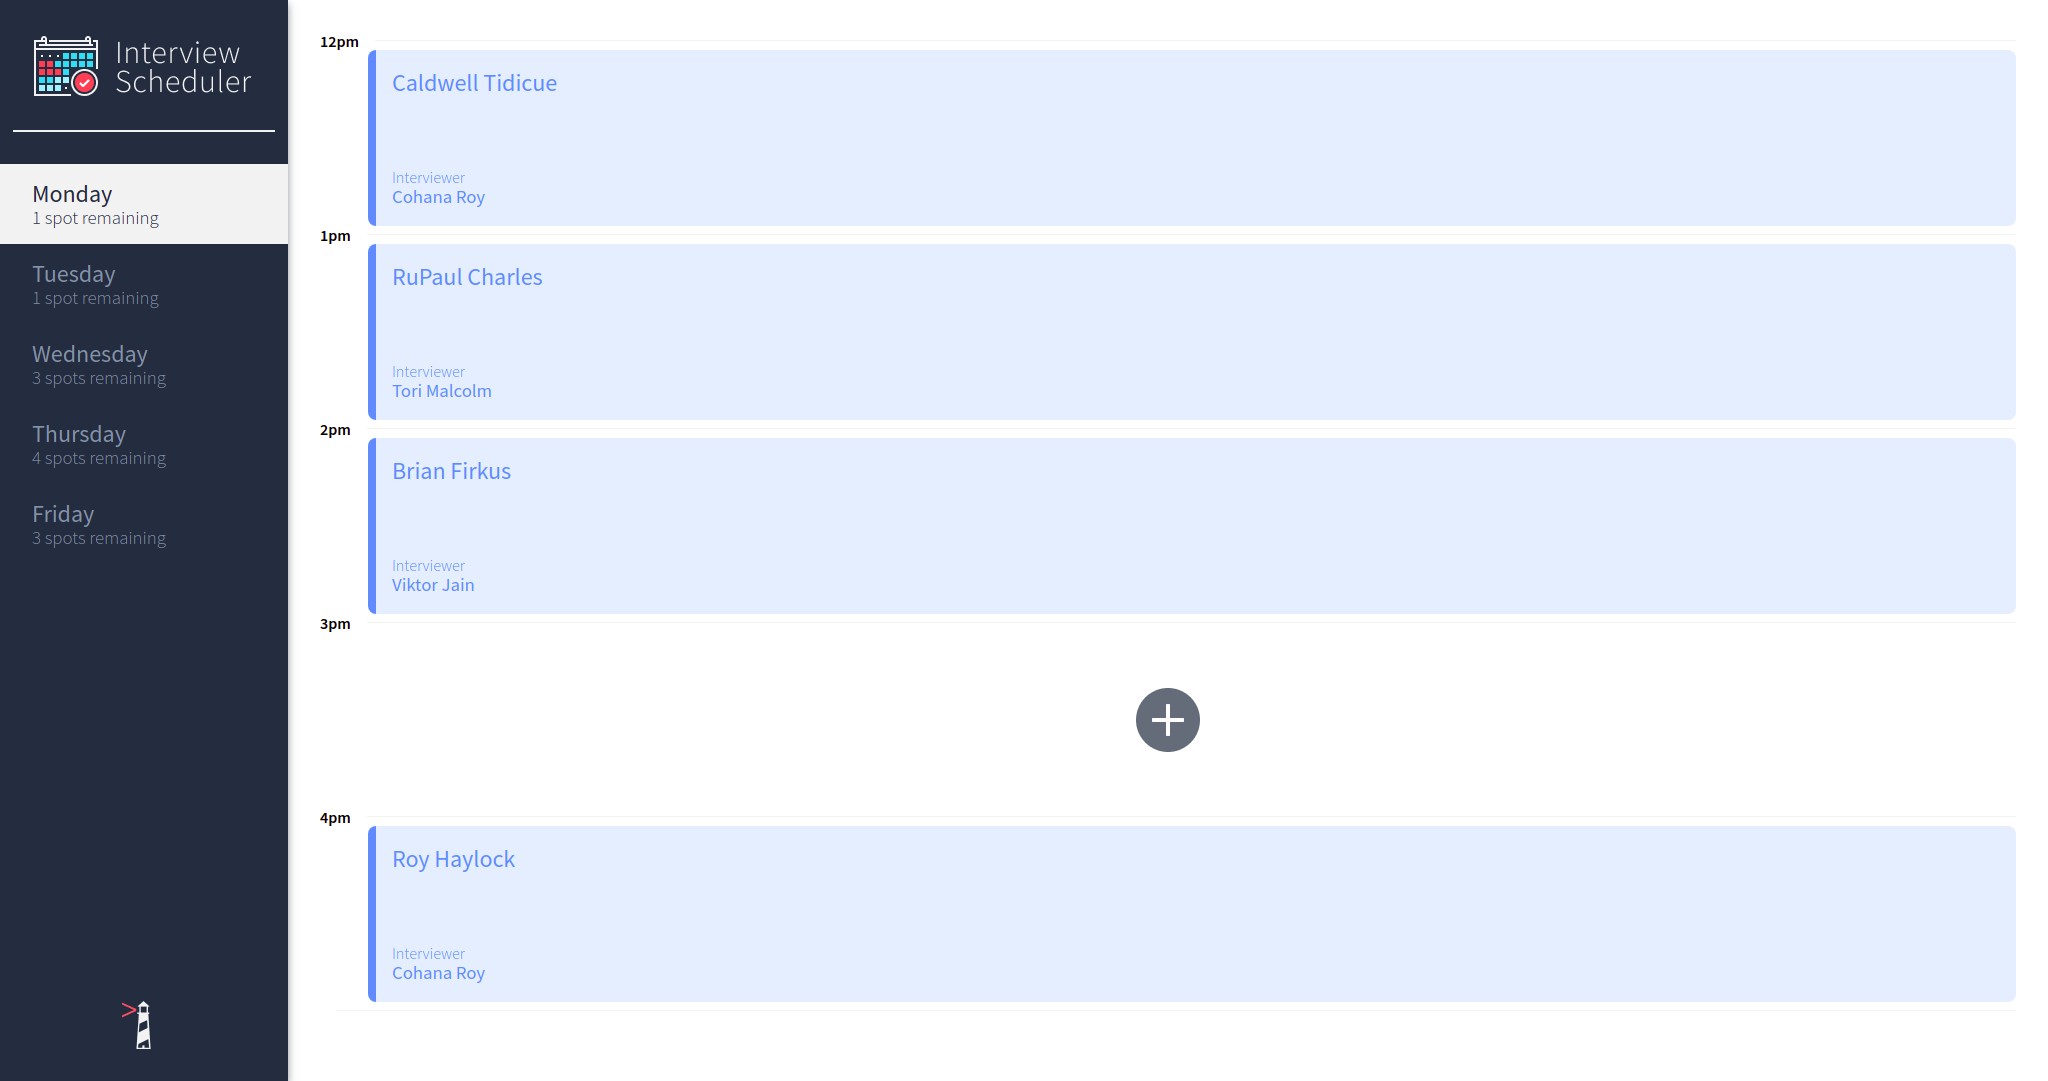 Interview
Scheduler
Monday
1 spot remaining
Tuesday
1 spot remaining
Wednesday
3 spots remaining
Thursday
4 spots remaining
Friday
3 spots remaining
12pm
Caldwell Tidicue
Interviewer
Cohana Roy
1pm
RuPaul Charles
Interviewer
Tori Malcolm
2pm
Brian Firkus
Interviewer
Viktor Jain
3pm
4pm
Roy Haylock
Interviewer
Cohana Roy